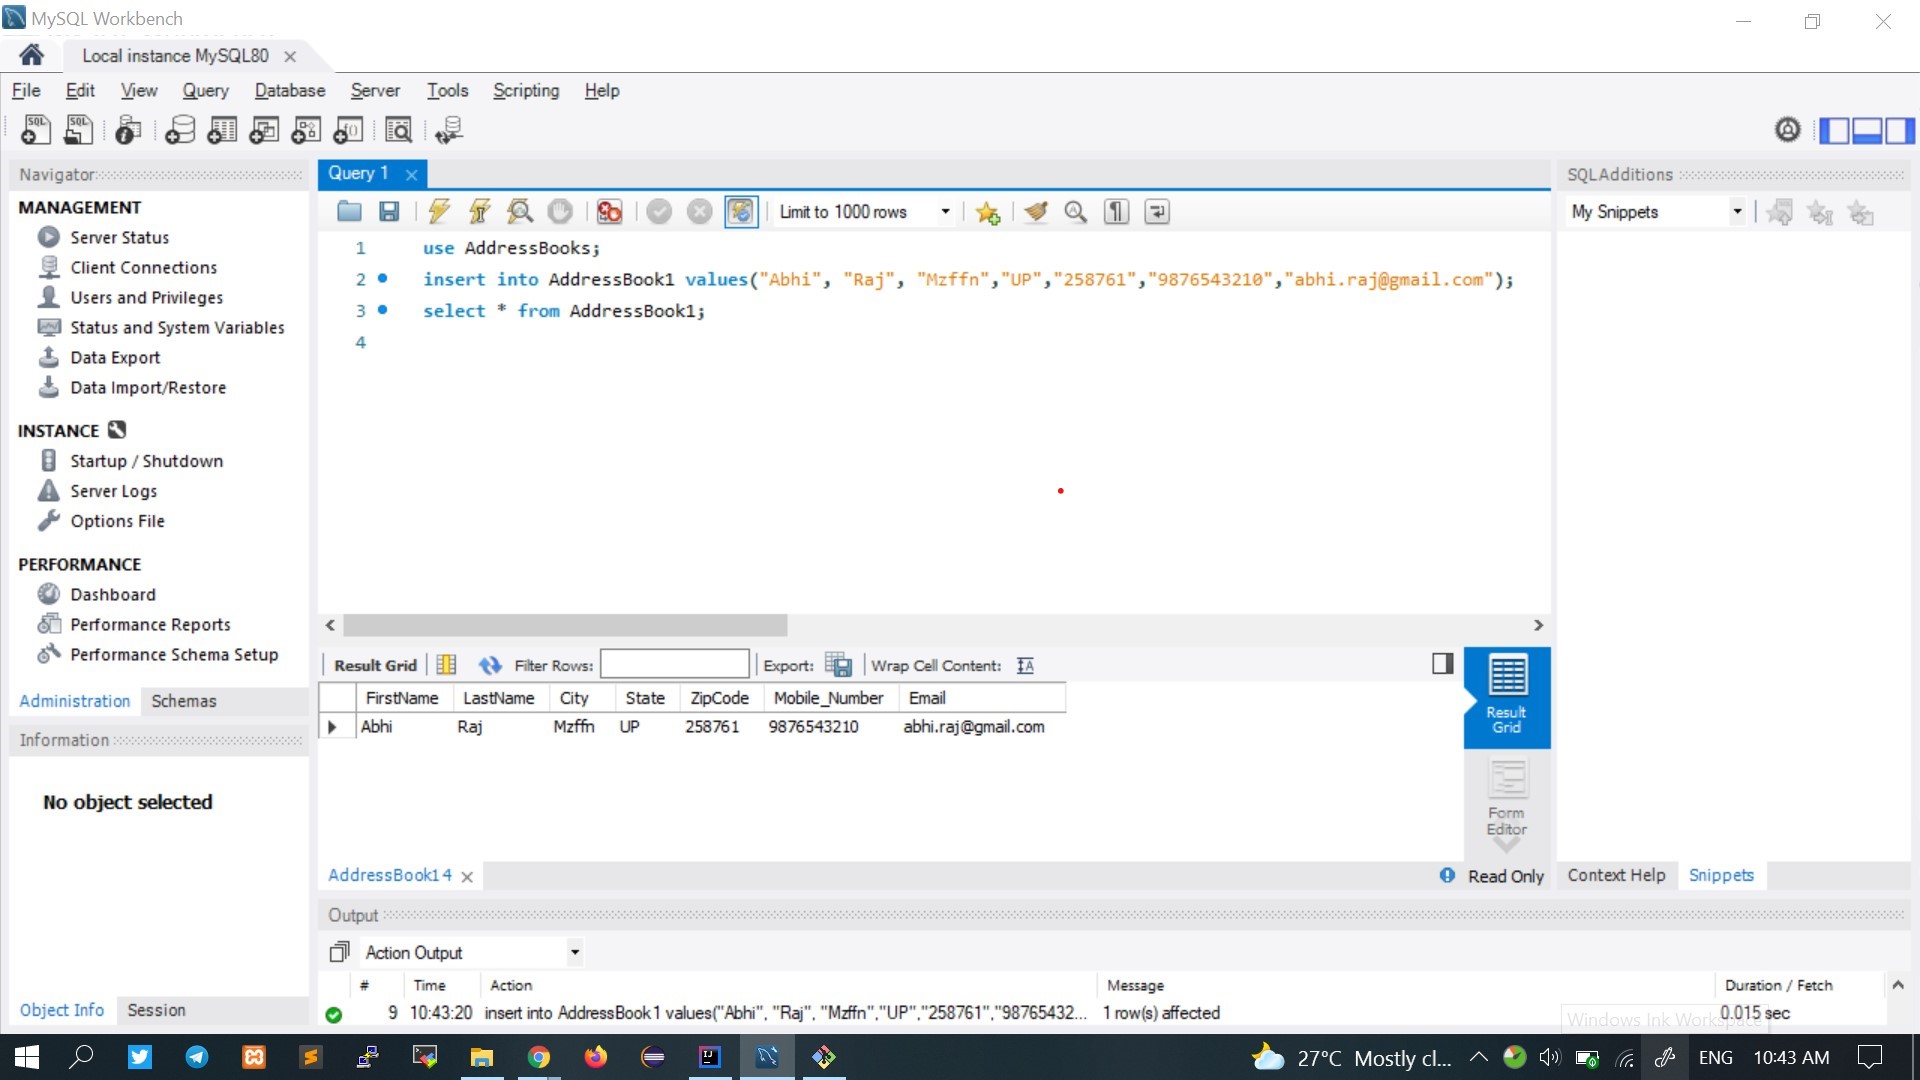 MySQL Workbench
Local instance MySQL80
File Edit View Query Database Server Tools Scripting Help
SQL SQL
Navigator
MANAGEMENT
Server Status
Client Connections
Users and Privileges
Status and System Variables
Data Export
Data Import/Restore
INSTANCE
Startup / Shutdown
Server Logs
Options File
PERFORMANCE
Dashboard
Performance Reports
Performance Schema Setup
Administration Schemas
Information
No object selected
Object Info Session
Query 1
Limit to 1000 rows
1 use AddressBooks;
2 insert into AddressBook1 values("Abhi", "Raj", "Mzffn","UP","258761","9876543210","abhi.raj@gmail.com");
3 select * from AddressBook1;
4
Result Grid Filter Rows: Export: Wrap Cell Content:
FirstName LastName City State ZipCode Mobile_Number Email
Abhi Raj Mzffn UP 258761 9876543210 abhi.raj@gmail.com
Result Grid
Form Editor
AddressBook1 4
Read Only
SQLAdditions
My Snippets
Context Help Snippets
Output
Action Output
# Time Action Message Duration / Fetch
9 10:43:20 insert into AddressBook1 values("Abhi", "Raj", "Mzffn","UP","258761","98765432... 1 row(s) affected 0.015 sec
Windows Ink Workspace
27°C Mostly cl... ENG 10:43 AM